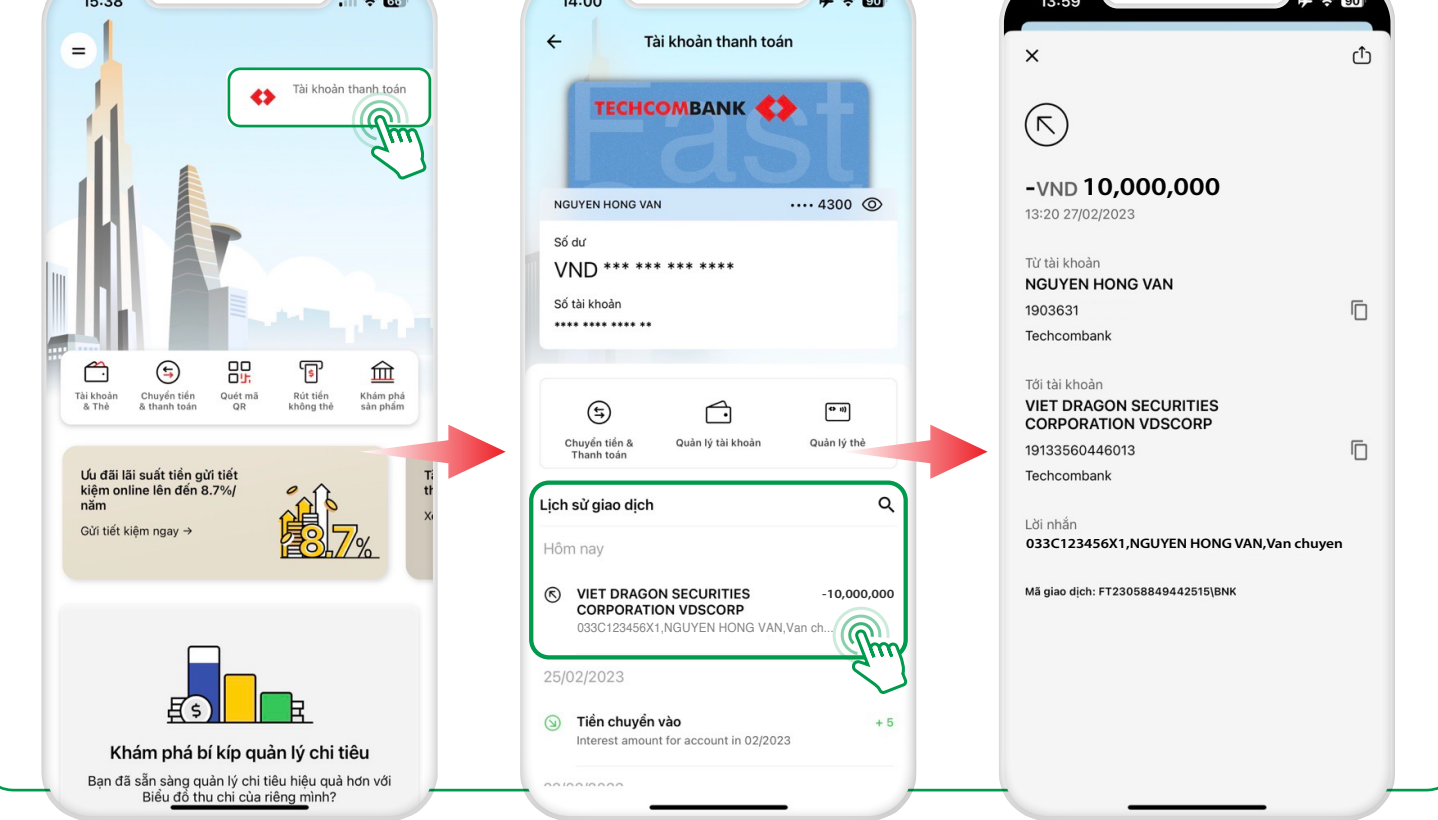 15:38
66
Tài khoản thanh toán
Tài khoản
& Thẻ
Chuyển tiền
& thanh toán
Quét mã
QR
Rút tiền
không thẻ
Khám phá
sản phẩm
Ưu đãi lãi suất tiền gửi tiết
kiệm online lên đến 8.7%/
năm
Gửi tiết kiệm ngay →
8.7%
Khám phá bí kíp quản lý chi tiêu
Bạn đã sẵn sàng quản lý chi tiêu hiệu quả hơn với
Biểu đồ thu chi của riêng mình?
14:00
90
Tài khoản thanh toán
TECHCOMBANK
Fast
NGUYEN HONG VAN
•••• 4300
Số dư
VND *** *** *** ****
Số tài khoản
**** **** **** **
Chuyển tiền &
Thanh toán
Quản lý tài khoản
Quản lý thẻ
Lịch sử giao dịch
Hôm nay
VIET DRAGON SECURITIES
CORPORATION VDSCORP
-10,000,000
033C123456X1,NGUYEN HONG VAN,Van ch...
25/02/2023
Tiền chuyển vào
+ 5
Interest amount for account in 02/2023
13:59
90
-VND 10,000,000
13:20 27/02/2023
Từ tài khoản
NGUYEN HONG VAN
1903631
Techcombank
Tới tài khoản
VIET DRAGON SECURITIES
CORPORATION VDSCORP
19133560446013
Techcombank
Lời nhắn
033C123456X1,NGUYEN HONG VAN,Van chuyen
Mã giao dịch: FT23058849442515\BNK